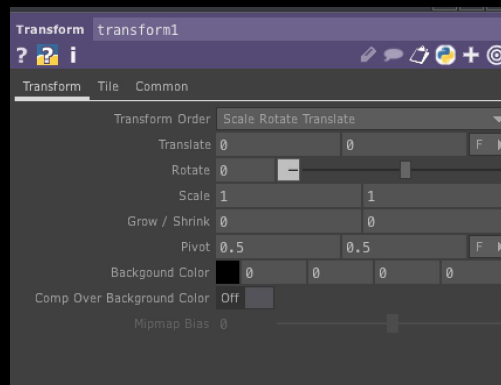 Transform transform1
? ? i
Transform Tile Common
Transform Order Scale Rotate Translate
Translate 0 0 F
Rotate 0
Scale 1 1
Grow / Shrink 0 0
Pivot 0.5 0.5 F
Backgound Color 0 0 0 0
Comp Over Background Color Off
Mipmap Bias 0